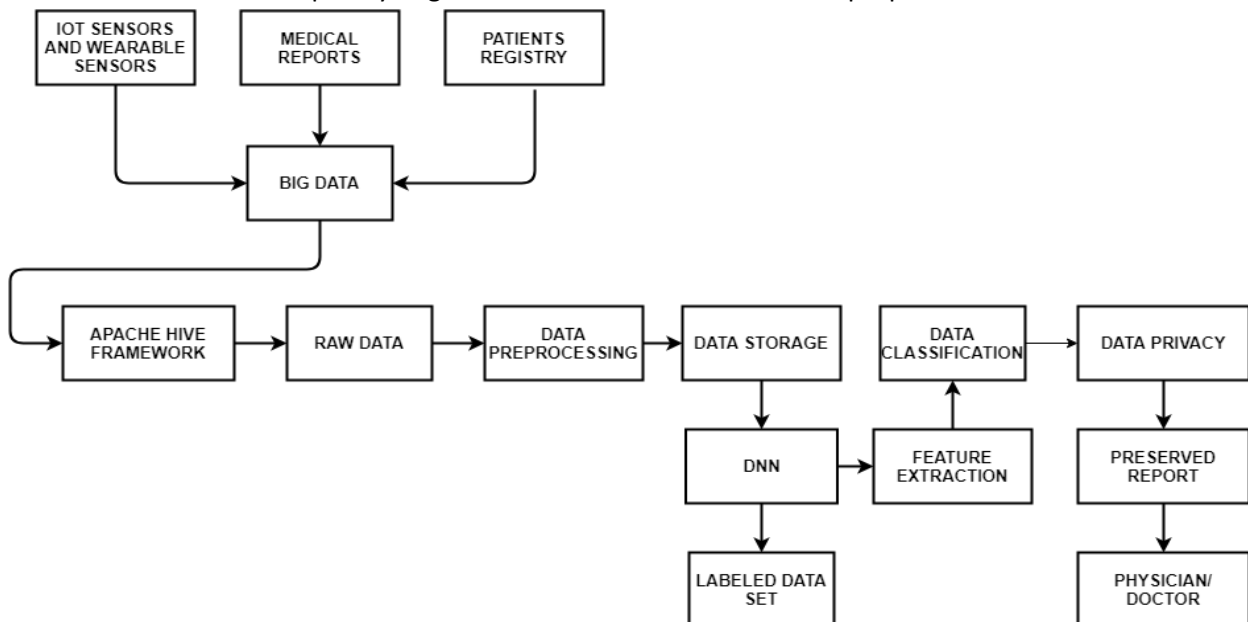 IOT SENSORS
AND WEARABLE
SENSORS
MEDICAL
REPORTS
PATIENTS
REGISTRY
BIG DATA
APACHE HIVE
FRAMEWORK
RAW DATA
DATA
PREPROCESSING
DATA STORAGE
DATA
CLASSIFICATION
DATA PRIVACY
DNN
FEATURE
EXTRACTION
PRESERVED
REPORT
LABELED DATA
SET
PHYSICIAN/
DOCTOR